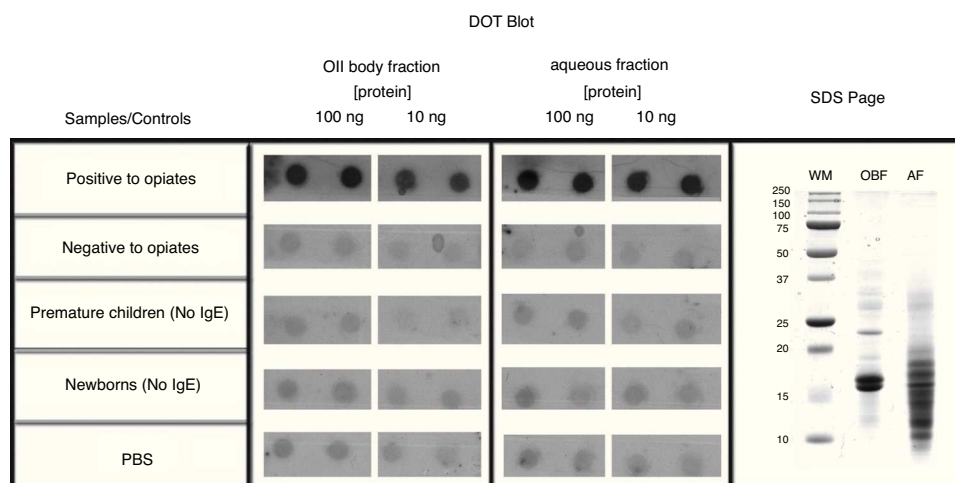 DOT Blot
OII body fraction
aqueous fraction
[protein]
[protein]
SDS Page
Samples/Controls
100 ng
10 ng
100 ng
10 ng
Positive to opiates
WM
OBF
AF
250
150
100
75
Negative to opiates
50
37
Premature children (No IgE)
25
20
Newborns (No IgE)
15
10
PBS